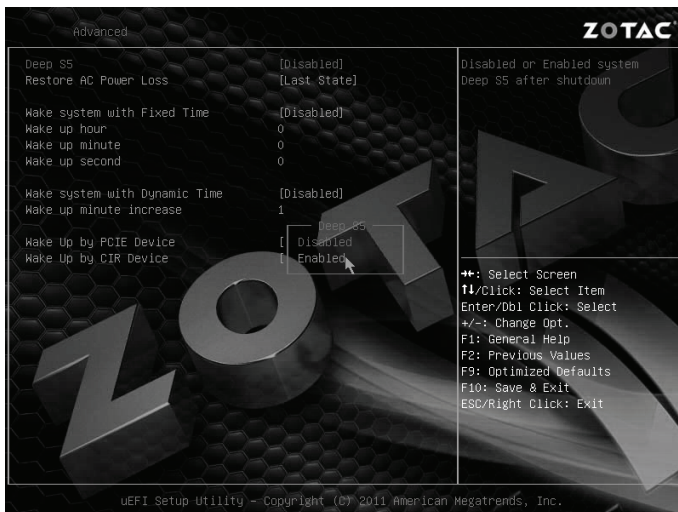 Advanced
ZOTAC
Deep S5 [Disabled]
Restore AC Power Loss [Last State]
Wake system with Fixed Time [Disabled]
Wake up hour 0
Wake up minute 0
Wake up second 0
Wake system with Dynamic Time [Disabled]
Wake up minute increase 1
Wake Up by PCIE Device [
Wake Up by CIR Device [
Deep S5
Disabled
Enabled
Disabled or Enabled system
Deep S5 after shutdown
→←: Select Screen
↑↓/Click: Select Item
Enter/Dbl Click: Select
+/-: Change Opt.
F1: General Help
F2: Previous Values
F9: Optimized Defaults
F10: Save & Exit
ESC/Right Click: Exit
ZOTAC
uEFI Setup Utility – Copyright (C) 2011 American Megatrends, Inc.